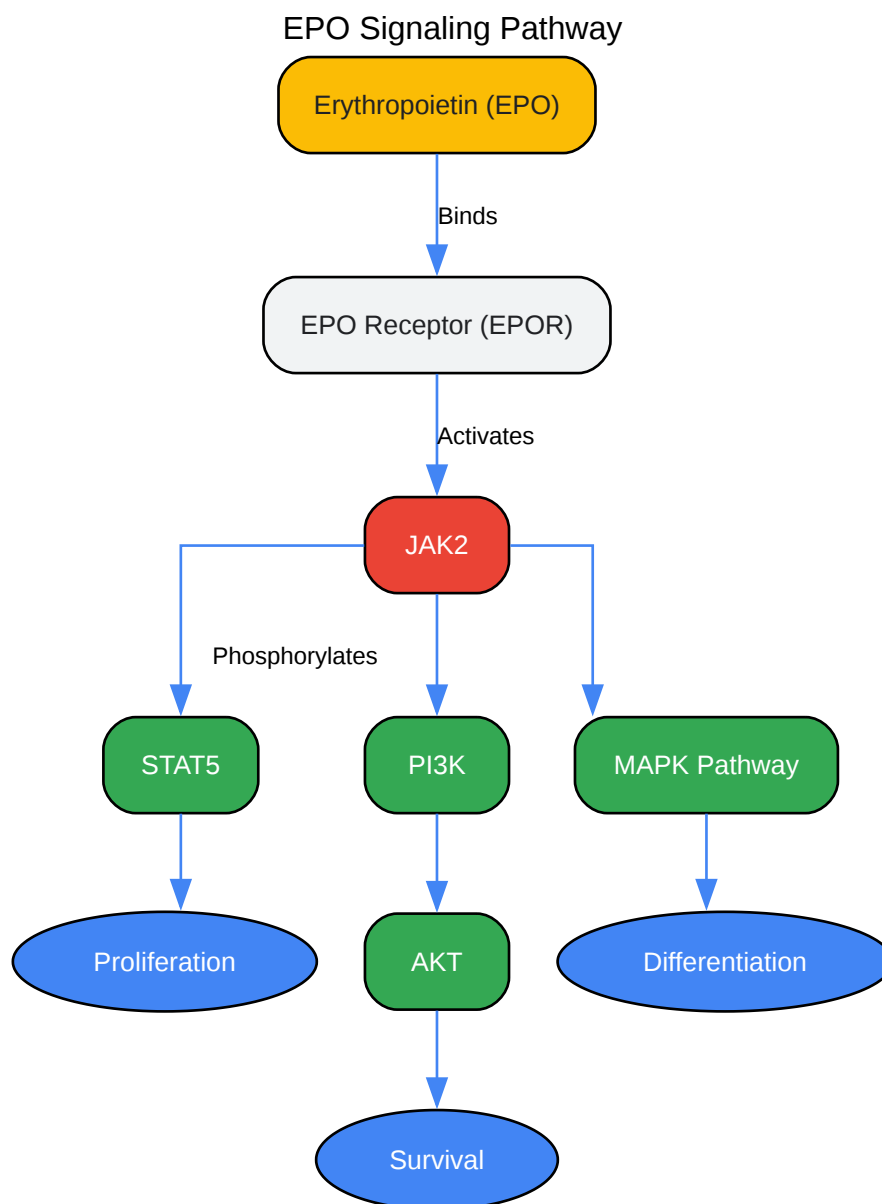 EPO Signaling Pathway
Erythropoietin (EPO)
Binds
EPO Receptor (EPOR)
Activates
JAK2
Phosphorylates
STAT5
PI3K
MAPK Pathway
Proliferation
AKT
Differentiation
Survival